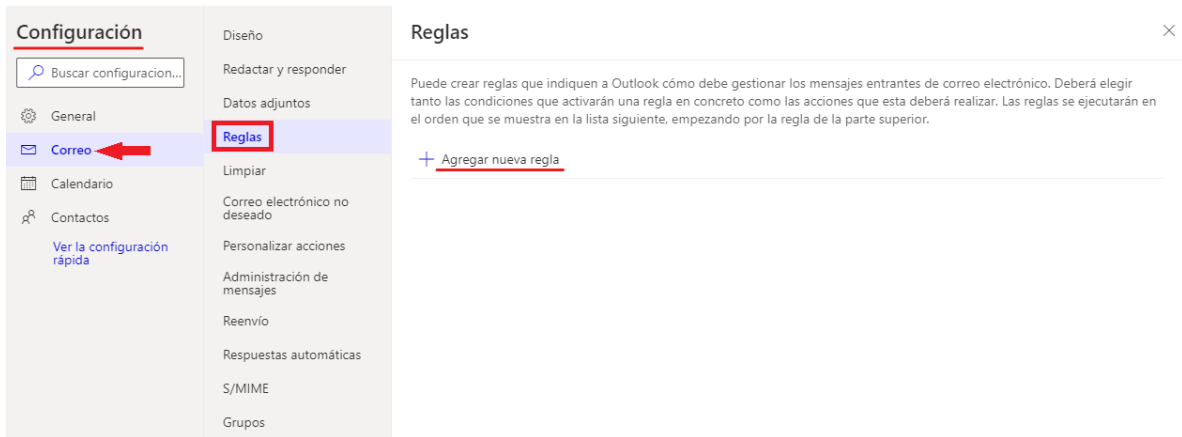 Configuración
Buscar configuracion...
General
Correo
Calendario
Contactos
Ver la configuración
rápida
Diseño
Redactar y responder
Datos adjuntos
Reglas
Limpiar
Correo electrónico no
deseado
Personalizar acciones
Administración de
mensajes
Reenvío
Respuestas automáticas
S/MIME
Grupos
Reglas
Puede crear reglas que indiquen a Outlook cómo debe gestionar los mensajes entrantes de correo electrónico. Deberá elegir
tanto las condiciones que activarán una regla en concreto como las acciones que esta deberá realizar. Las reglas se ejecutarán en
el orden que se muestra en la lista siguiente, empezando por la regla de la parte superior.
Agregar nueva regla